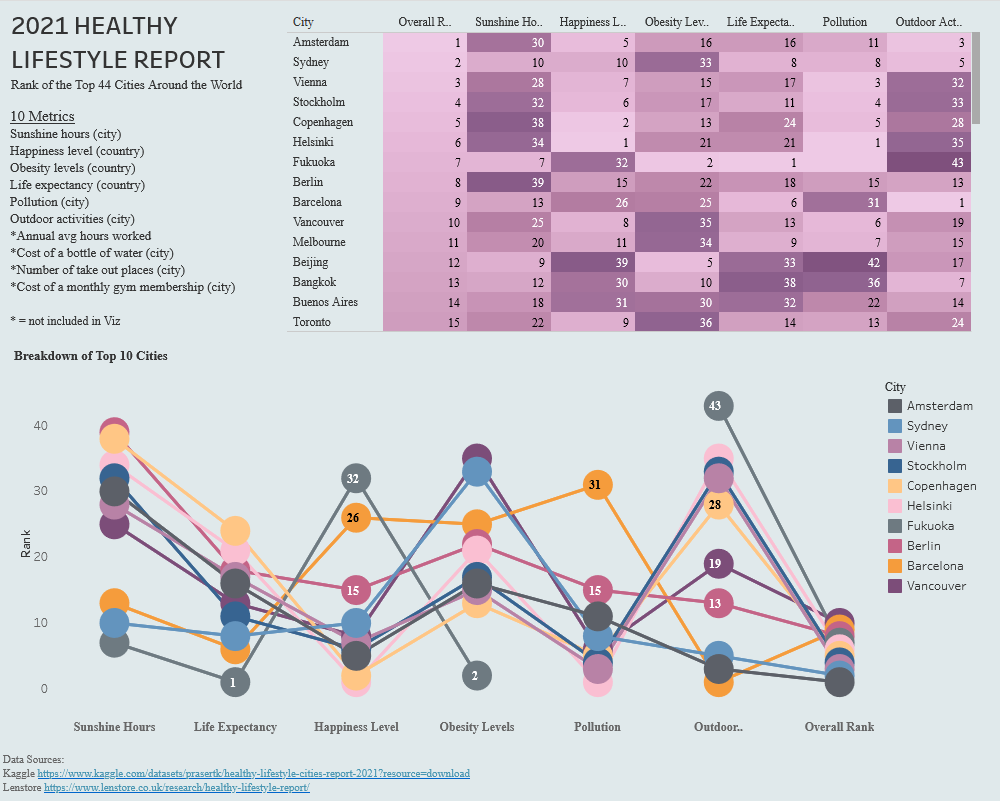 2021 HEALTHY
LIFESTYLE REPORT
Rank of the Top 44 Cities Around the World
10 Metrics
Sunshine hours (city)
Happiness level (country)
Obesity levels (country)
Life expectancy (country)
Pollution (city)
Outdoor activities (city)
*Annual avg hours worked
*Cost of a bottle of water (city)
*Number of take out places (city)
*Cost of a monthly gym membership (city)
* = not included in Viz
City Overall R.. Sunshine Ho.. Happiness L.. Obesity Lev.. Life Expecta.. Pollution Outdoor Act..
Amsterdam 1 30 5 16 16 11 3
Sydney 2 10 10 33 8 8 5
Vienna 3 28 7 15 17 3 32
Stockholm 4 32 6 17 11 4 33
Copenhagen 5 38 2 13 24 5 28
Helsinki 6 34 1 21 21 1 35
Fukuoka 7 7 32 2 1 43
Berlin 8 39 15 22 18 15 13
Barcelona 9 13 26 25 6 31 1
Vancouver 10 25 8 35 13 6 19
Melbourne 11 20 11 34 9 7 15
Beijing 12 9 39 5 33 42 17
Bangkok 13 12 30 10 38 36 7
Buenos Aires 14 18 31 30 32 22 14
Toronto 15 22 9 36 14 13 24
Breakdown of Top 10 Cities
Rank
40
30
20
10
0
43
32
31
26
28
19
15
15
13
1
2
Sunshine Hours Life Expectancy Happiness Level Obesity Levels Pollution Outdoor.. Overall Rank
City
Amsterdam
Sydney
Vienna
Stockholm
Copenhagen
Helsinki
Fukuoka
Berlin
Barcelona
Vancouver
Data Sources:
Kaggle https://www.kaggle.com/datasets/prasertk/healthy-lifestyle-cities-report-2021?resource=download
Lenstore https://www.lenstore.co.uk/research/healthy-lifestyle-report/